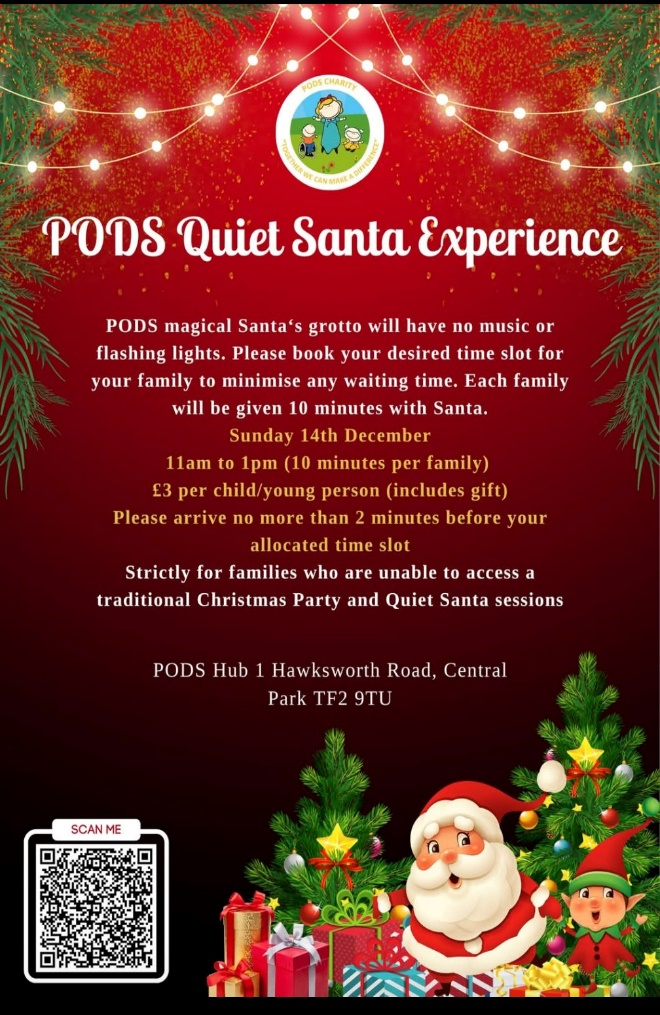 PODS CHARITY
"TOGETHER WE CAN MAKE A DIFFERENCE"
PODS Quiet Santa Experience
PODS magical Santa‘s grotto will have no music or
flashing lights. Please book your desired time slot for
your family to minimise any waiting time. Each family
will be given 10 minutes with Santa.
Sunday 14th December
11am to 1pm (10 minutes per family)
£3 per child/young person (includes gift)
Please arrive no more than 2 minutes before your
allocated time slot
Strictly for families who are unable to access a
traditional Christmas Party and Quiet Santa sessions
PODS Hub 1 Hawksworth Road, Central
Park TF2 9TU
SCAN ME